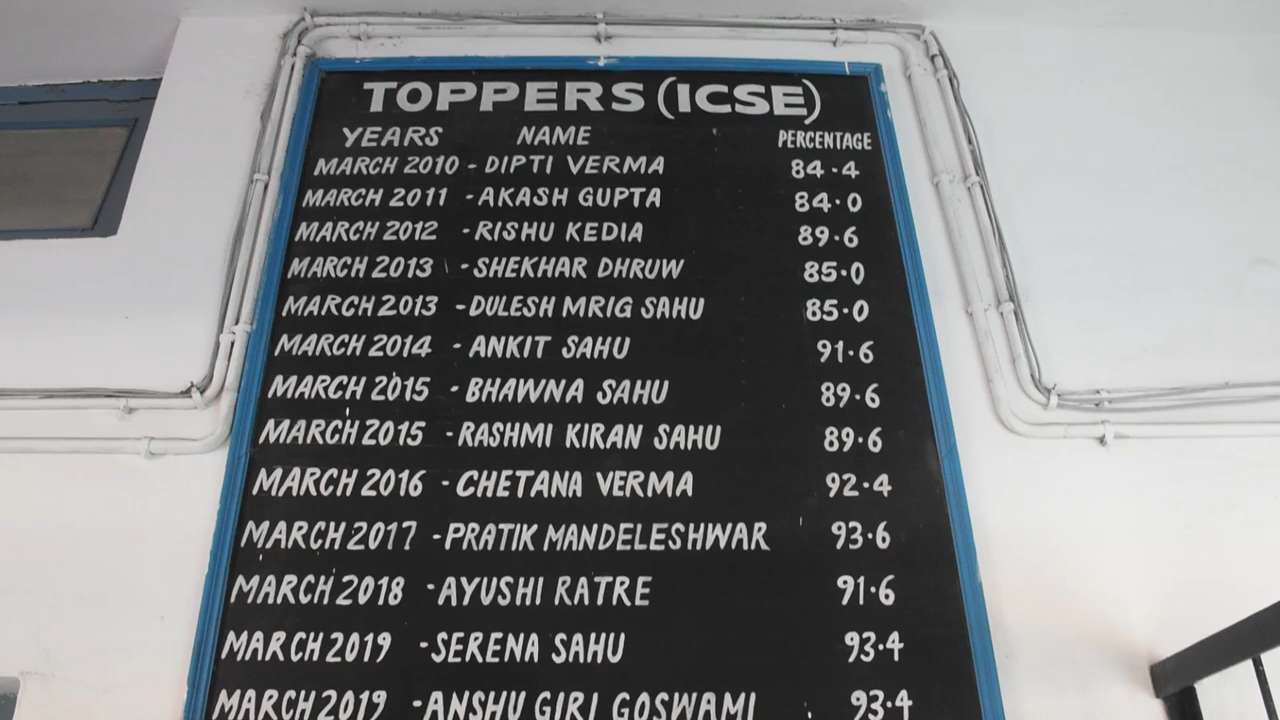 TOPPERS (ICSE)
YEARS NAME PERCENTAGE
MARCH 2010 - DIPTI VERMA 84.4
MARCH 2011 - AKASH GUPTA 84.0
MARCH 2012 - RISHU KEDIA 89.6
MARCH 2013 - SHEKHAR DHRUW 85.0
MARCH 2013 - DULESH MRIG SAHU 85.0
MARCH 2014 - ANKIT SAHU 91.6
MARCH 2015 - BHAWNA SAHU 89.6
MARCH 2015 - RASHMI KIRAN SAHU 89.6
MARCH 2016 - CHETANA VERMA 92.4
MARCH 2017 - PRATIK MANDELESHWAR 93.6
MARCH 2018 - AYUSHI RATRE 91.6
MARCH 2019 - SERENA SAHU 93.4
MARCH 2019 - ANSHU GIRI GOSWAMI 93.4